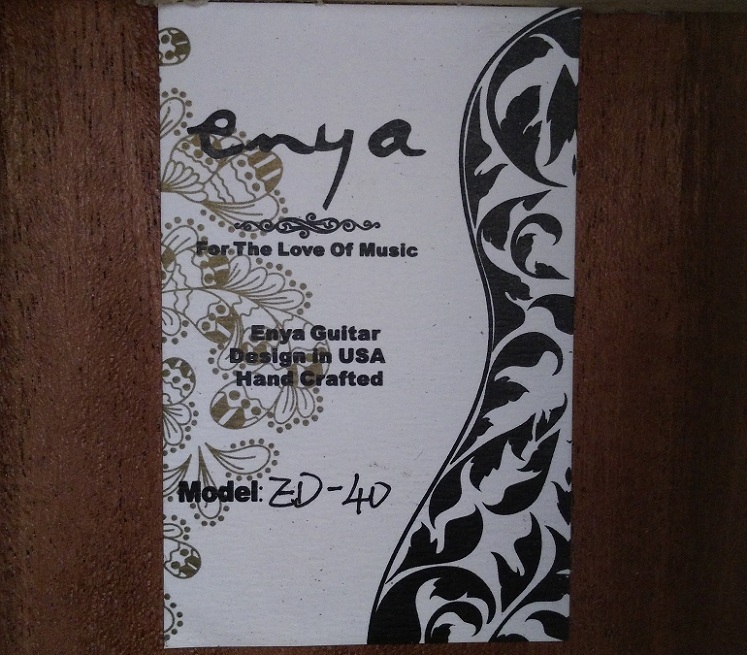 enya
For The Love Of Music
Enya Guitar
Design in USA
Hand Crafted
Model: ED-40